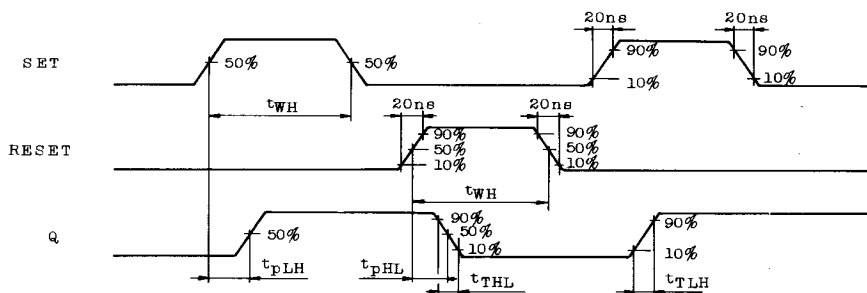 20ns 20ns
SET 50% 50% 90% 90%
10% 10%
tWH
20ns 20ns
RESET 90% 90%
50% 50%
10% 10%
tWH
Q 50% 90% 90%
50%
10% 10%
tpLH tpHL tTHL tTLH